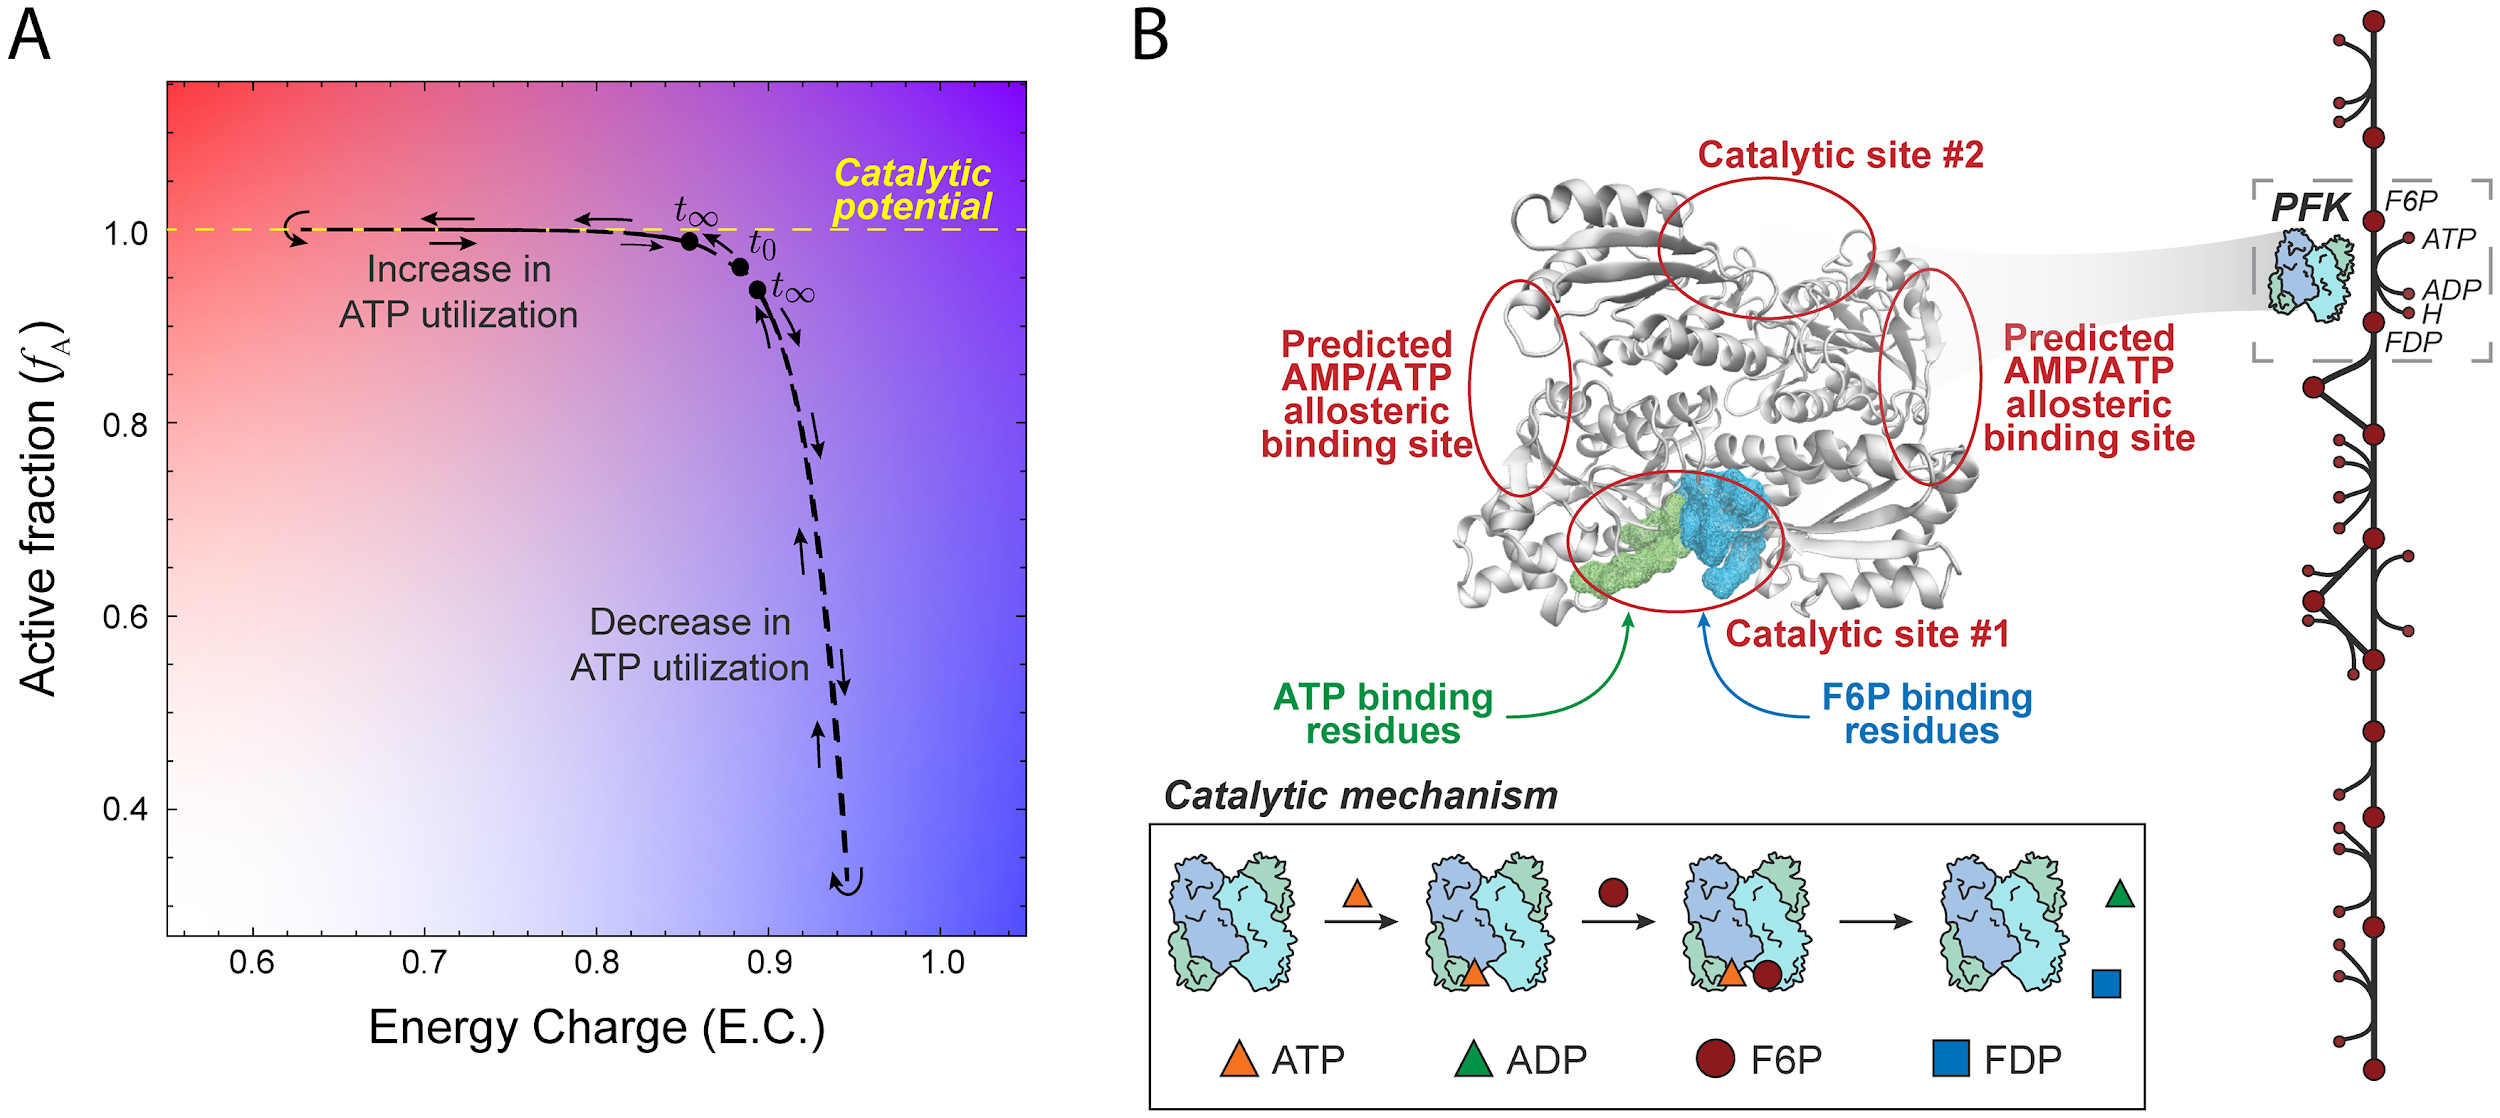 A
Catalytic
potential
t∞
t0
t∞
Increase in
ATP utilization
Decrease in
ATP utilization
1.0
0.8
0.6
0.4
Active fraction (fA)
0.6
0.7
0.8
0.9
1.0
Energy Charge (E.C.)
B
Catalytic site #2
Predicted
AMP/ATP
allosteric
binding site
Predicted
AMP/ATP
allosteric
binding site
Catalytic site #1
ATP binding
residues
F6P binding
residues
PFK
F6P
ATP
ADP
H
FDP
Catalytic mechanism
ATP
ADP
F6P
FDP